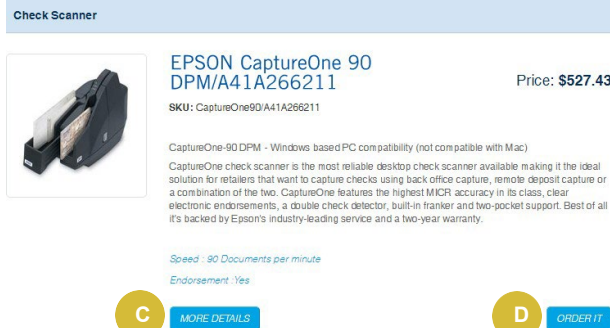 Check Scanner
EPSON CaptureOne 90
DPM/A41A266211
Price: $527.43
SKU: CaptureOne90/A41A266211
CaptureOne-90 DPM - Windows based PC compatibility (not compatible with Mac)
CaptureOne check scanner is the most reliable desktop check scanner available making it the ideal
solution for retailers that want to capture checks using back office capture, remote deposit capture or
a combination of the two. CaptureOne features the highest MICR accuracy in its class, clear
electronic endorsements, a double check detector, built-in franker and two-pocket support. Best of all
it's backed by Epson's industry-leading service and a two-year warranty.
Speed : 90 Documents per minute
Endorsement :Yes
C MORE DETAILS D ORDER IT